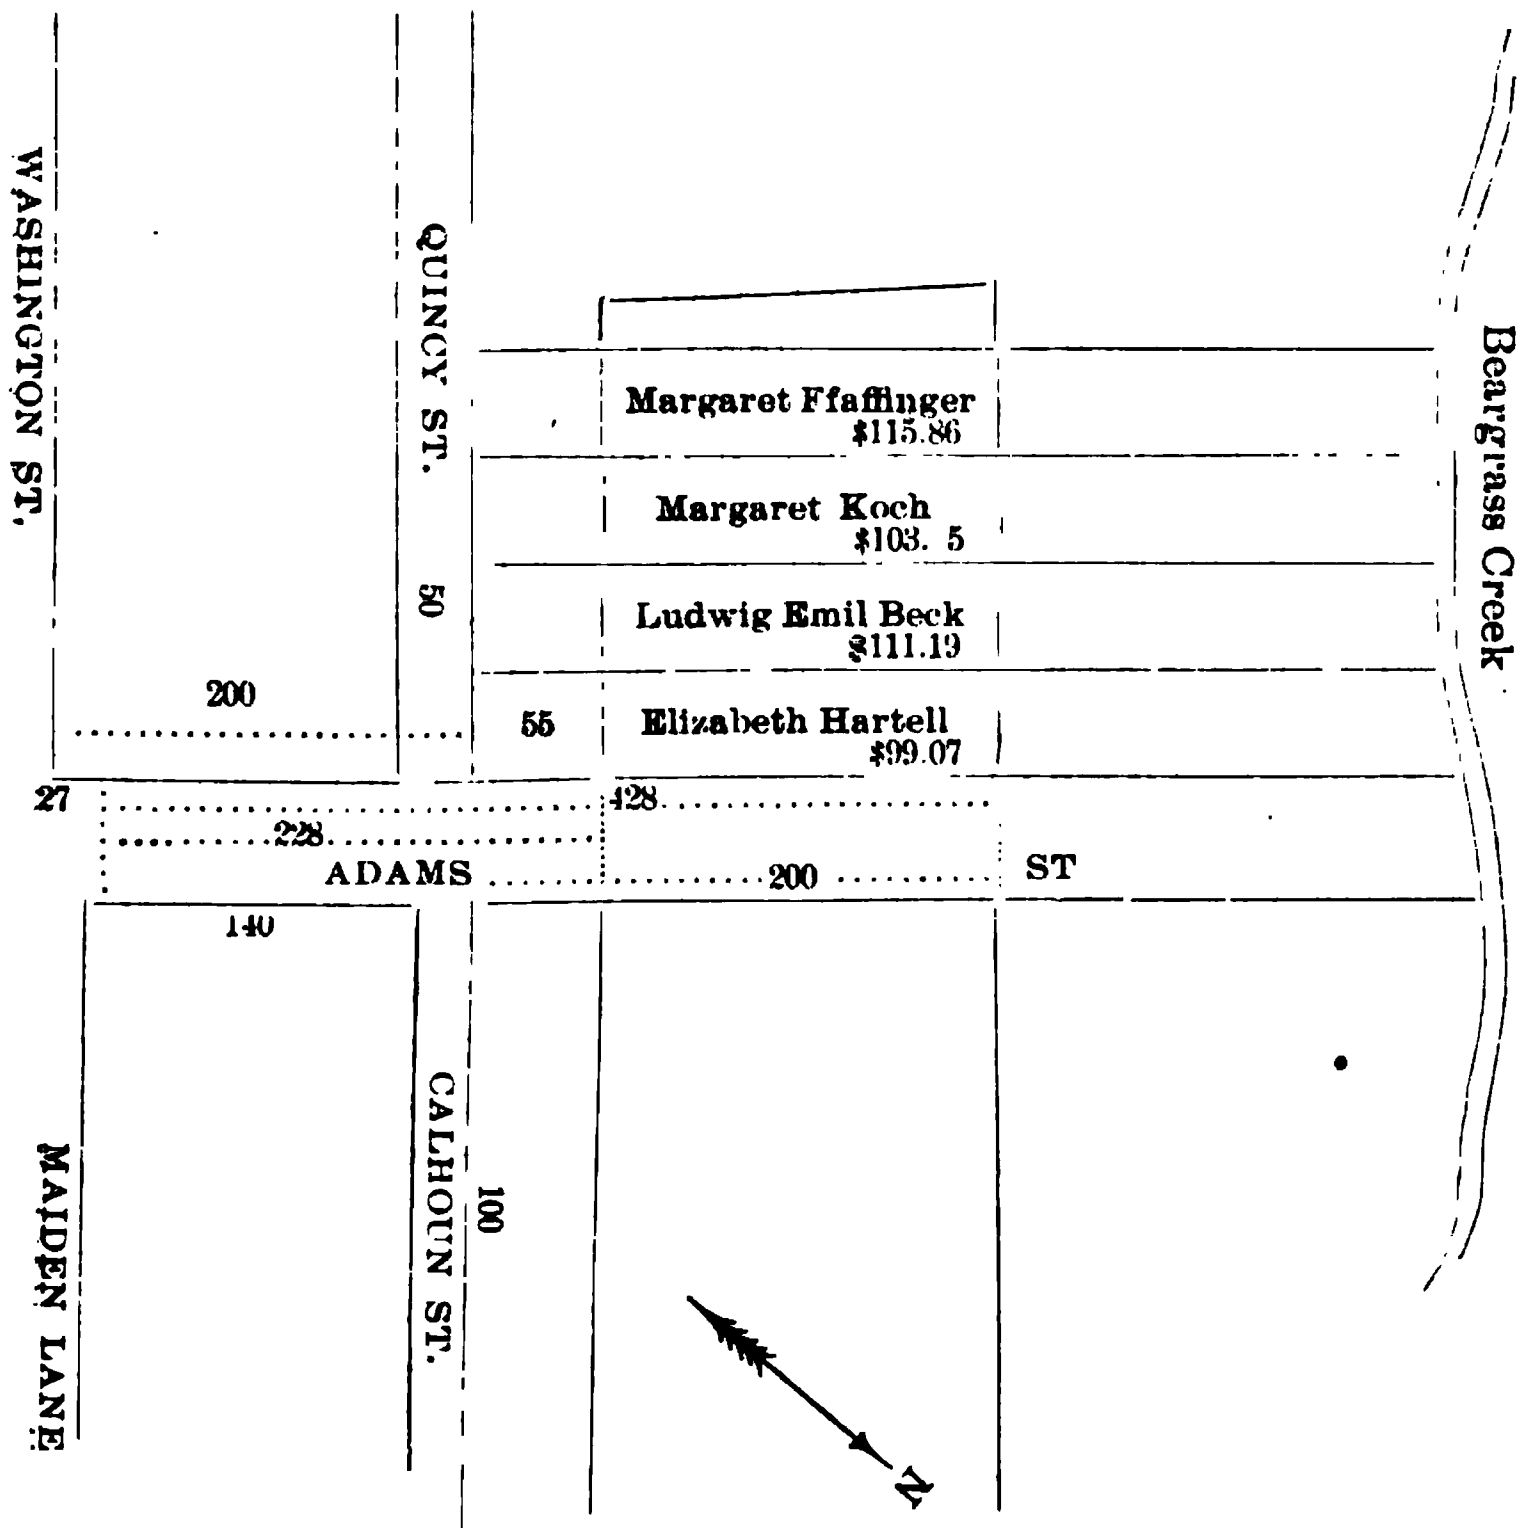 WASHINGTON ST.
QUINCY ST.
50
Beargrass Creek
Margaret Ffaffinger
$115.86
Margaret Koch
$103. 5
Ludwig Emil Beck
$111.19
Elizabeth Hartell
$99.07
200
55
27
428
228
ADAMS ST
200
140
MAIDEN LANE
CALHOUN ST.
100
N